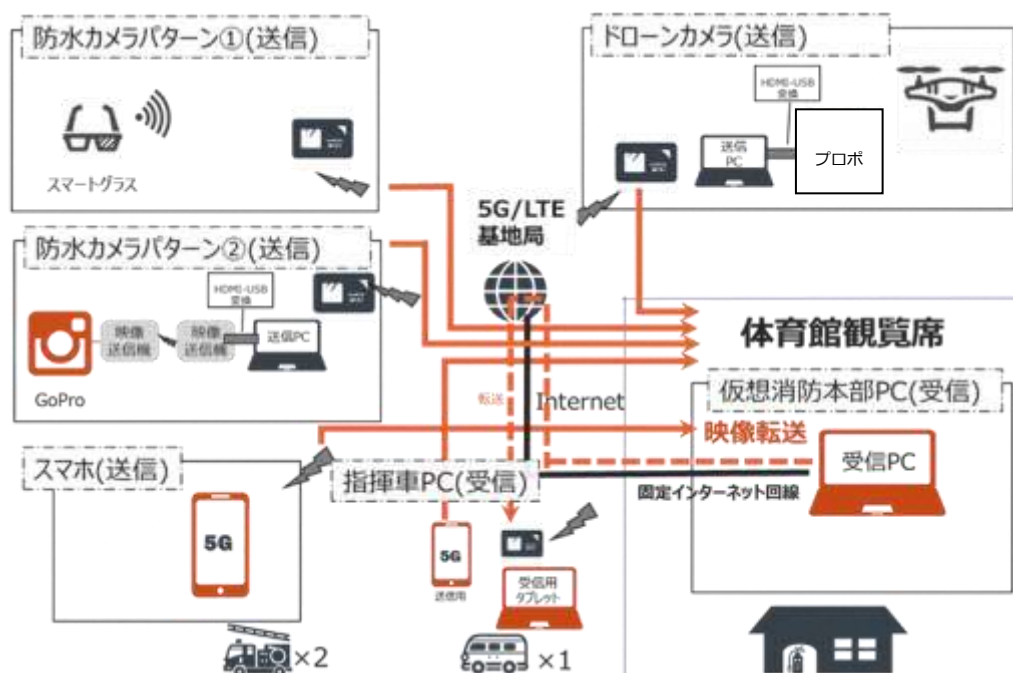 防水カメラパターン①(送信)
スマートグラス
ドローンカメラ(送信)
HDMI-USB
変換
送信
PC
プロポ
5G/LTE
基地局
防水カメラパターン②(送信)
HDMI-USB
変換
映像
送信機
映像
送信機
送信PC
GoPro
体育館観覧席
転送
Internet
仮想消防本部PC(受信)
映像転送
受信PC
固定インターネット回線
スマホ(送信)
5G
指揮車PC(受信)
5G
送信用
受信用
タブレット
×2
×1